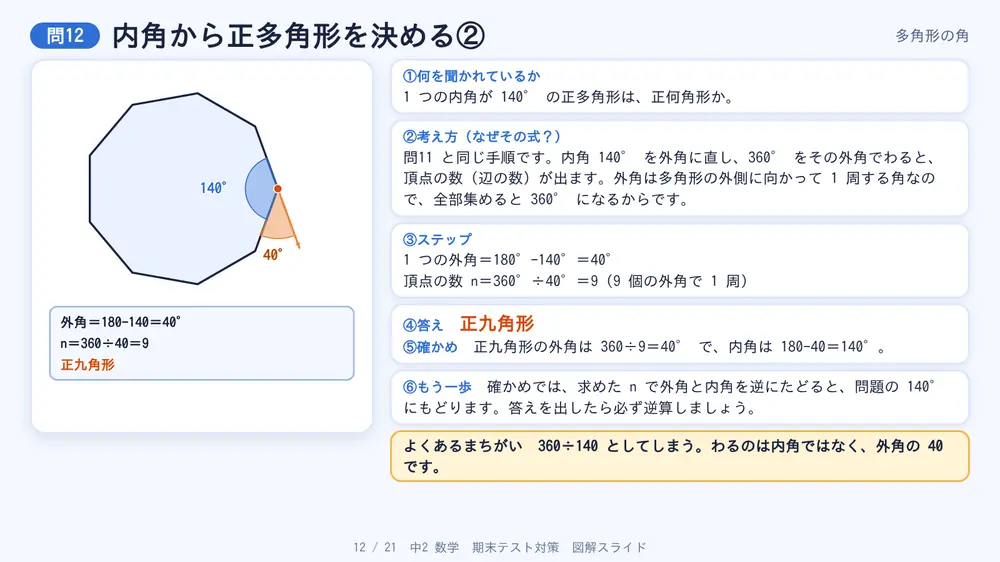 問12 内角から正多角形を決める②
多角形の角
140°
40°
外角＝180-140＝40°
n＝360÷40＝9
正九角形
①何を聞かれているか
1 つの内角が 140° の正多角形は、正何角形か。
②考え方（なぜその式？）
問11 と同じ手順です。内角 140° を外角に直し、360° をその外角でわると、
頂点の数（辺の数）が出ます。外角は多角形の外側に向かって 1 周する角なの
で、全部集めると 360° になるからです。
③ステップ
1 つの外角＝180°-140°＝40°
頂点の数 n＝360°÷40°＝9（9 個の外角で 1 周）
④答え 正九角形
⑤確かめ 正九角形の外角は 360÷9＝40° で、内角は 180-40＝140°。
⑥もう一歩 確かめでは、求めた n で外角と内角を逆にたどると、問題の 140°
にもどります。答えを出したら必ず逆算しましょう。
よくあるまちがい 360÷140 としてしまう。わるのは内角ではなく、外角の 40
です。
12 / 21 中2 数学 期末テスト対策 図解スライド